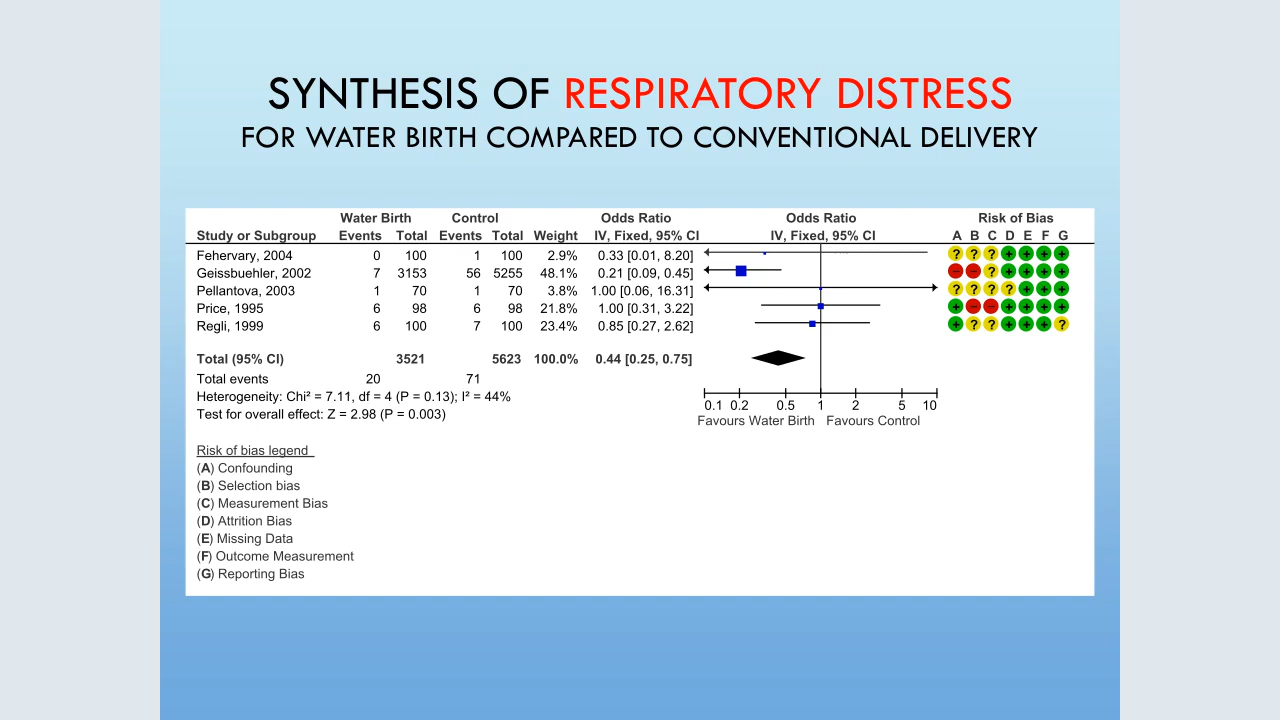 SYNTHESIS OF RESPIRATORY DISTRESS
FOR WATER BIRTH COMPARED TO CONVENTIONAL DELIVERY
Water Birth Control Odds Ratio Odds Ratio Risk of Bias
Study or Subgroup Events Total Events Total Weight IV, Fixed, 95% CI IV, Fixed, 95% CI A B C D E F G
Fehervary, 2004 0 100 1 100 2.9% 0.33 [0.01, 8.20] ? ? ? + + + +
Geissbuehler, 2002 7 3153 56 5255 48.1% 0.21 [0.09, 0.45] − − ? + + + +
Pellantova, 2003 1 70 1 70 3.8% 1.00 [0.06, 16.31] ? ? ? ? + + +
Price, 1995 6 98 6 98 21.8% 1.00 [0.31, 3.22] + − − + + + +
Regli, 1999 6 100 7 100 23.4% 0.85 [0.27, 2.62] + ? ? + + + ?
Total (95% CI) 3521 5623 100.0% 0.44 [0.25, 0.75]
Total events 20 71
Heterogeneity: Chi² = 7.11, df = 4 (P = 0.13); I² = 44%
Test for overall effect: Z = 2.98 (P = 0.003)
0.1 0.2 0.5 1 2 5 10
Favours Water Birth Favours Control
Risk of bias legend
(A) Confounding
(B) Selection bias
(C) Measurement Bias
(D) Attrition Bias
(E) Missing Data
(F) Outcome Measurement
(G) Reporting Bias